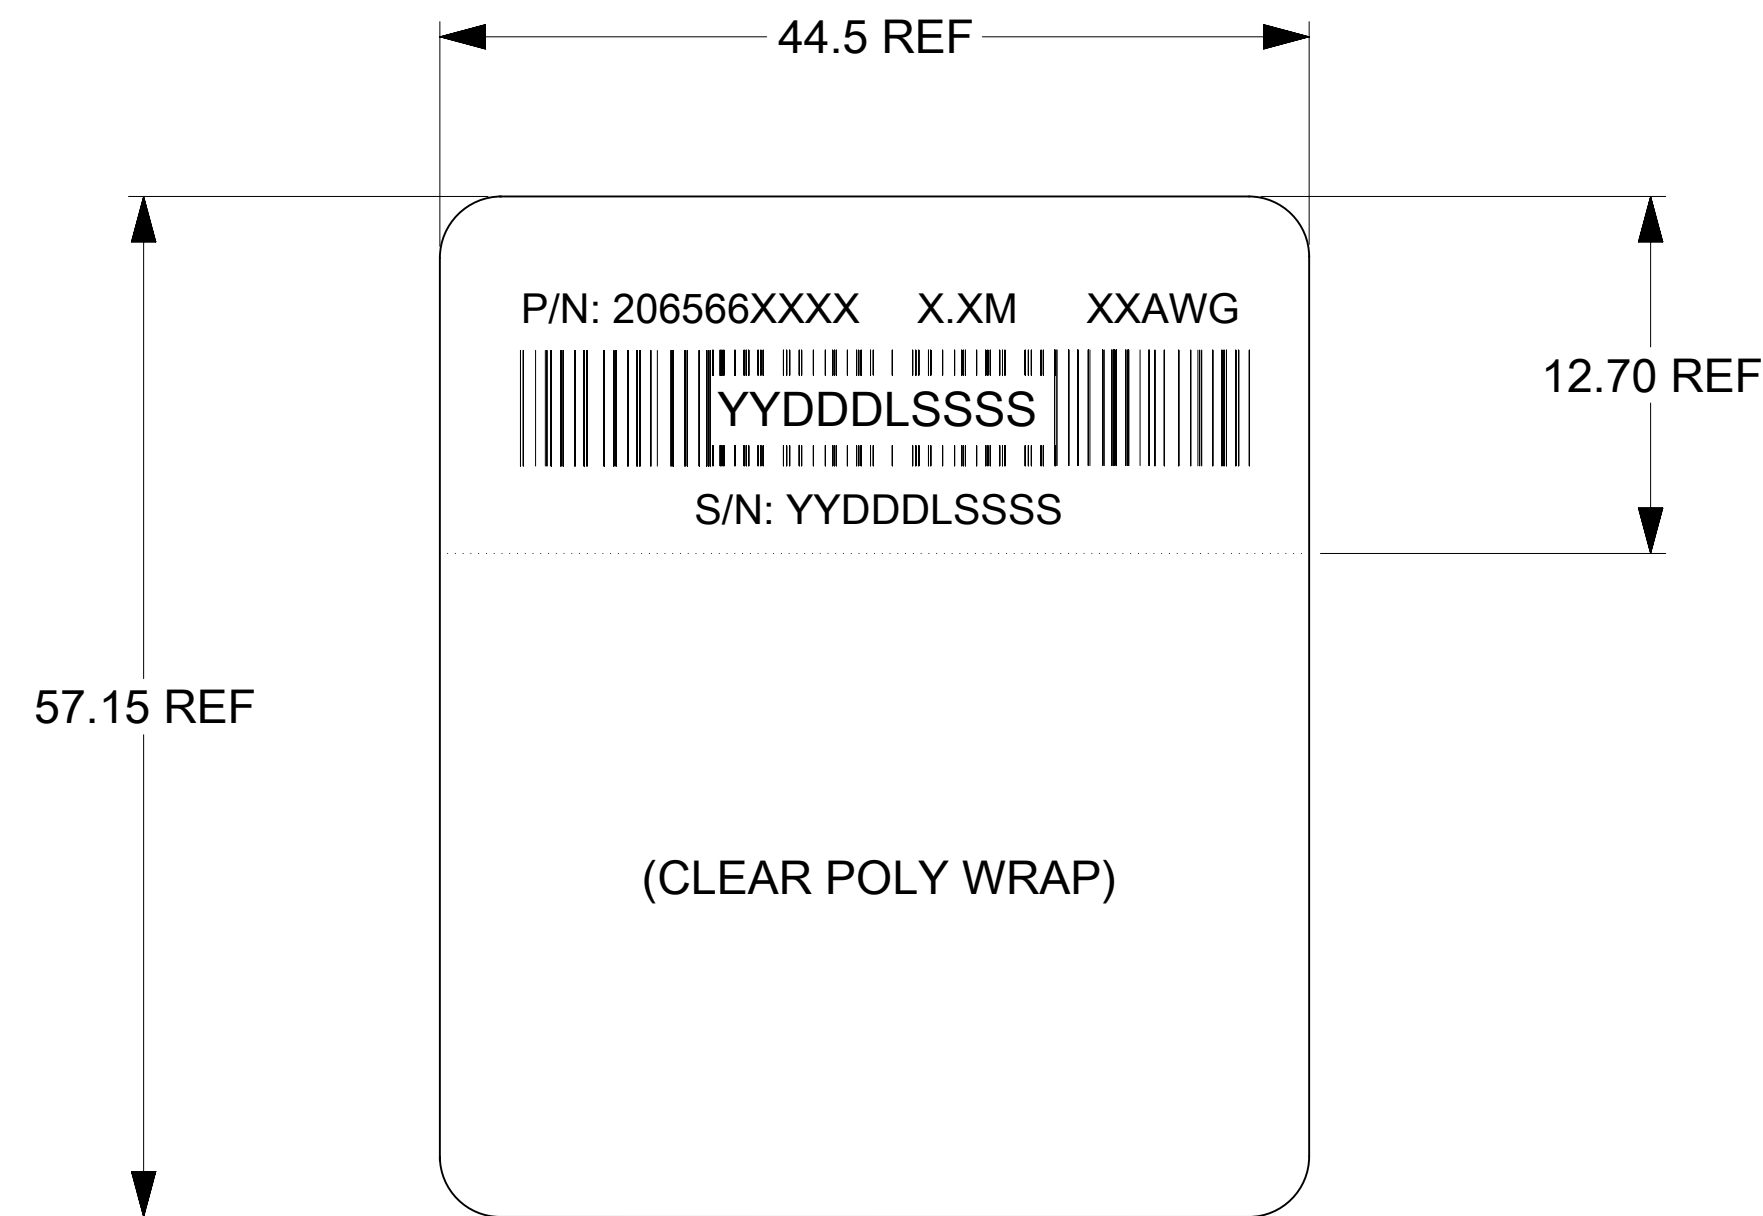 44.5 REF
P/N: 206566XXXX X.XM XXAWG
12.70 REF
YYDDDLSSSS
S/N: YYDDDLSSSS
57.15 REF
(CLEAR POLY WRAP)